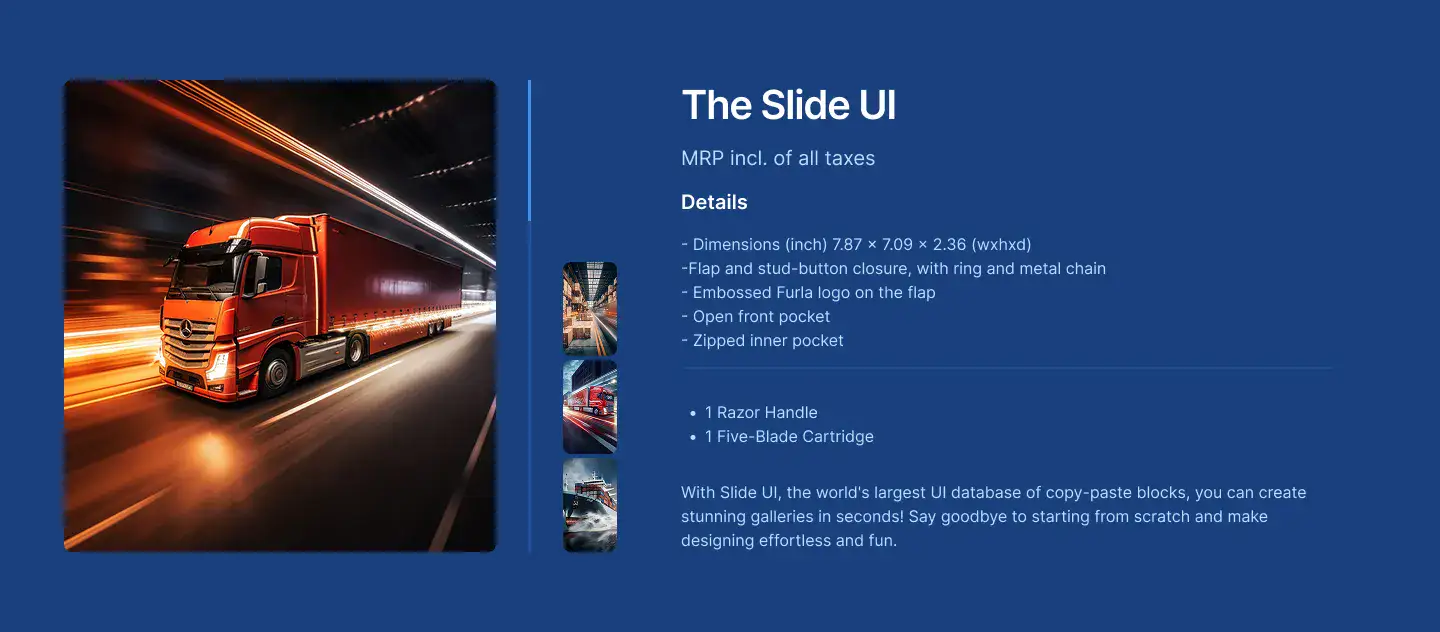 The Slide UI
MRP incl. of all taxes
Details
- Dimensions (inch) 7.87 × 7.09 × 2.36 (wxhxd)
-Flap and stud-button closure, with ring and metal chain
- Embossed Furla logo on the flap
- Open front pocket
- Zipped inner pocket
• 1 Razor Handle
• 1 Five-Blade Cartridge
With Slide UI, the world's largest UI database of copy-paste blocks, you can create
stunning galleries in seconds! Say goodbye to starting from scratch and make
designing effortless and fun.